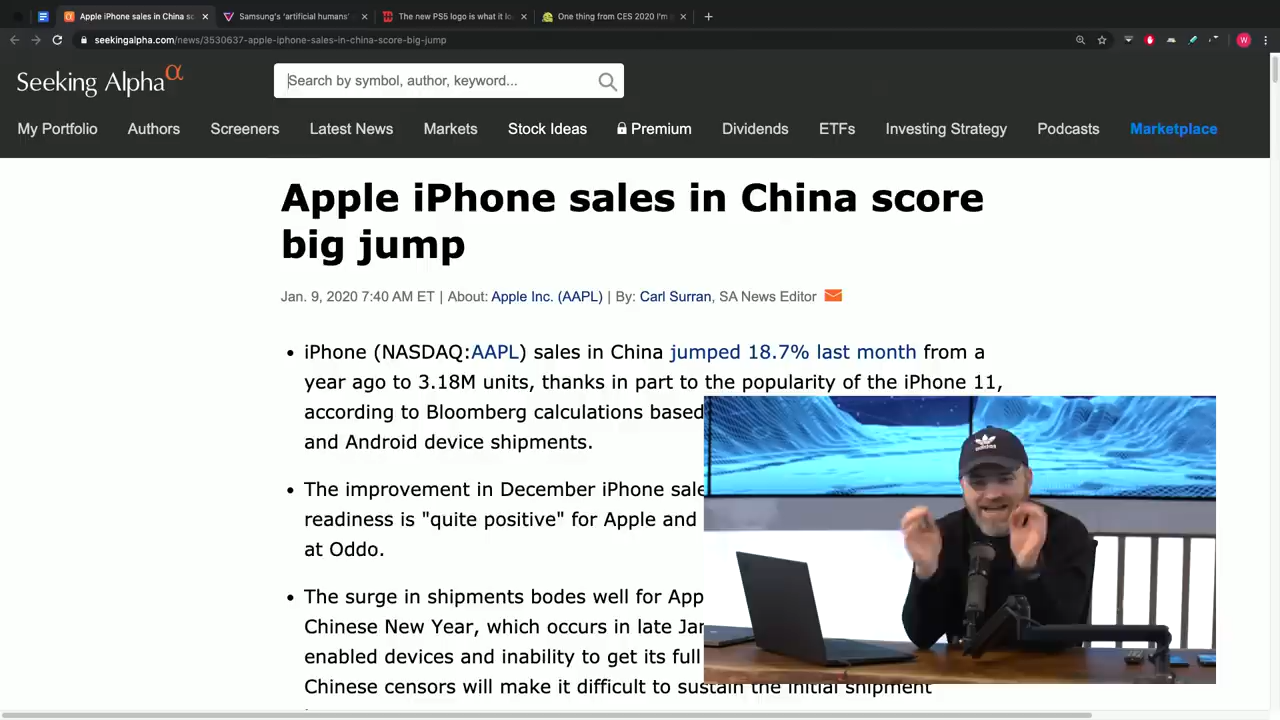 Apple iPhone sales in China sc
Samsung's 'artificial humans'
The new PS5 logo is what it lo
One thing from CES 2020 I'm
seekingalpha.com/news/3530637-apple-iphone-sales-in-china-score-big-jump
W
Seeking Alpha α
Search by symbol, author, keyword...
My Portfolio Authors Screeners Latest News Markets Stock Ideas Premium Dividends ETFs Investing Strategy Podcasts Marketplace
Apple iPhone sales in China score
big jump
Jan. 9, 2020 7:40 AM ET | About: Apple Inc. (AAPL) | By: Carl Surran, SA News Editor
• iPhone (NASDAQ:AAPL) sales in China jumped 18.7% last month from a
year ago to 3.18M units, thanks in part to the popularity of the iPhone 11,
according to Bloomberg calculations based
and Android device shipments.
• The improvement in December iPhone sale
readiness is "quite positive" for Apple and
at Oddo.
• The surge in shipments bodes well for App
Chinese New Year, which occurs in late Jar
enabled devices and inability to get its full
Chinese censors will make it difficult to sustain the initial shipment
adidas